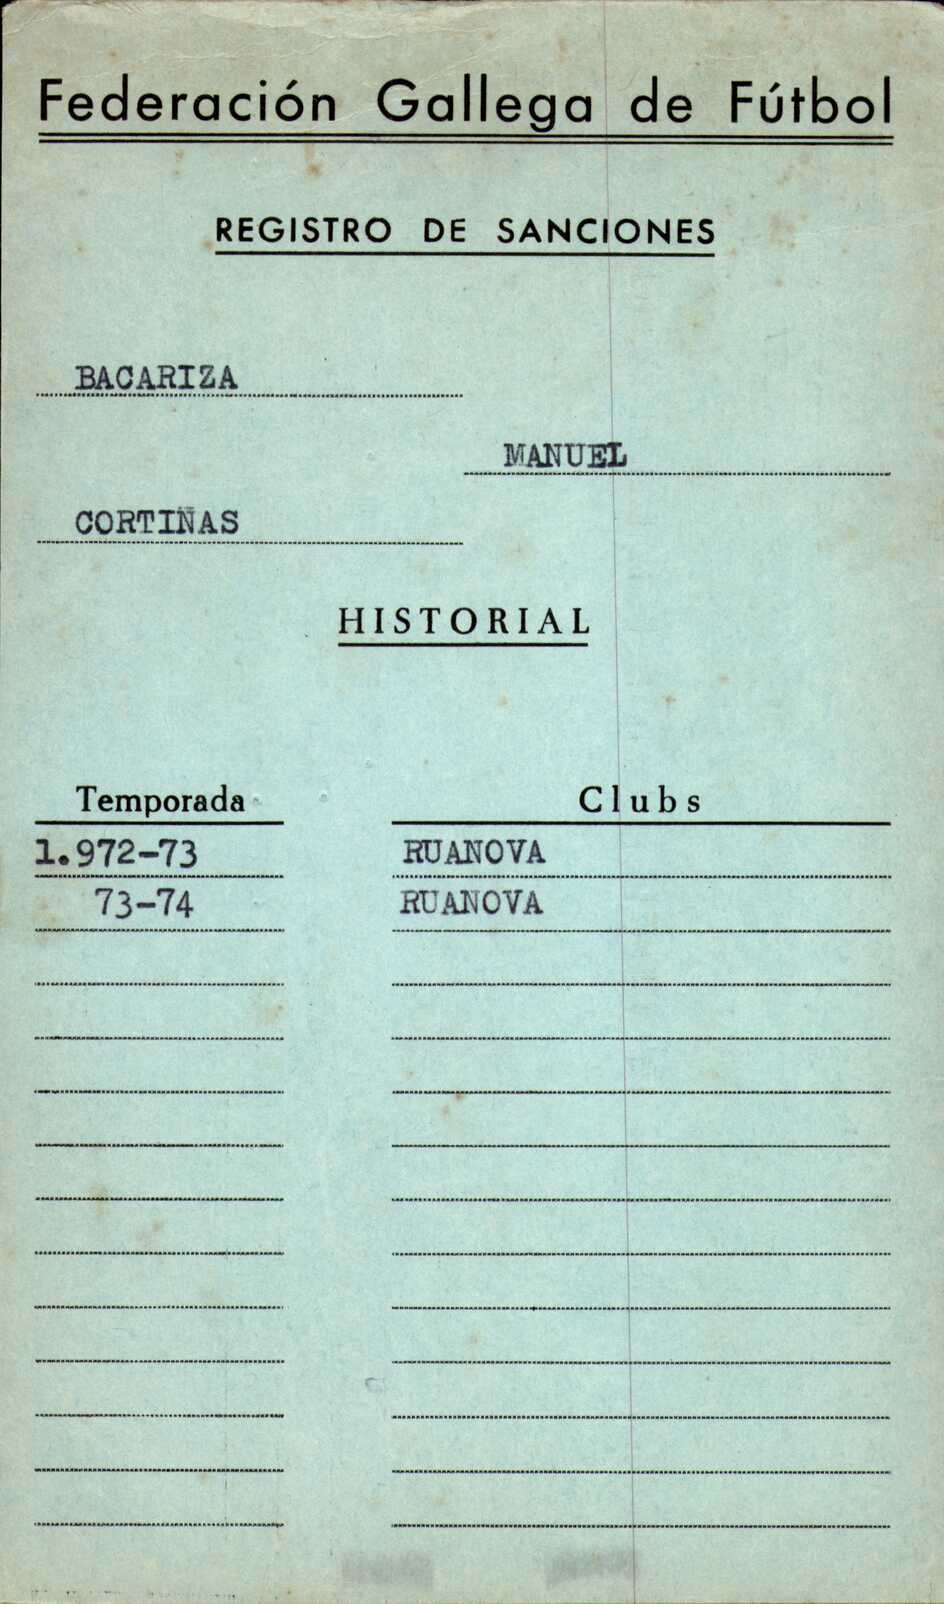 Federación Gallega de Fútbol
REGISTRO DE SANCIONES
BACARIZA
MANUEL
CORTIÑAS
HISTORIAL
Temporada Clubs
1.972-73 RUANOVA
73-74 RUANOVA